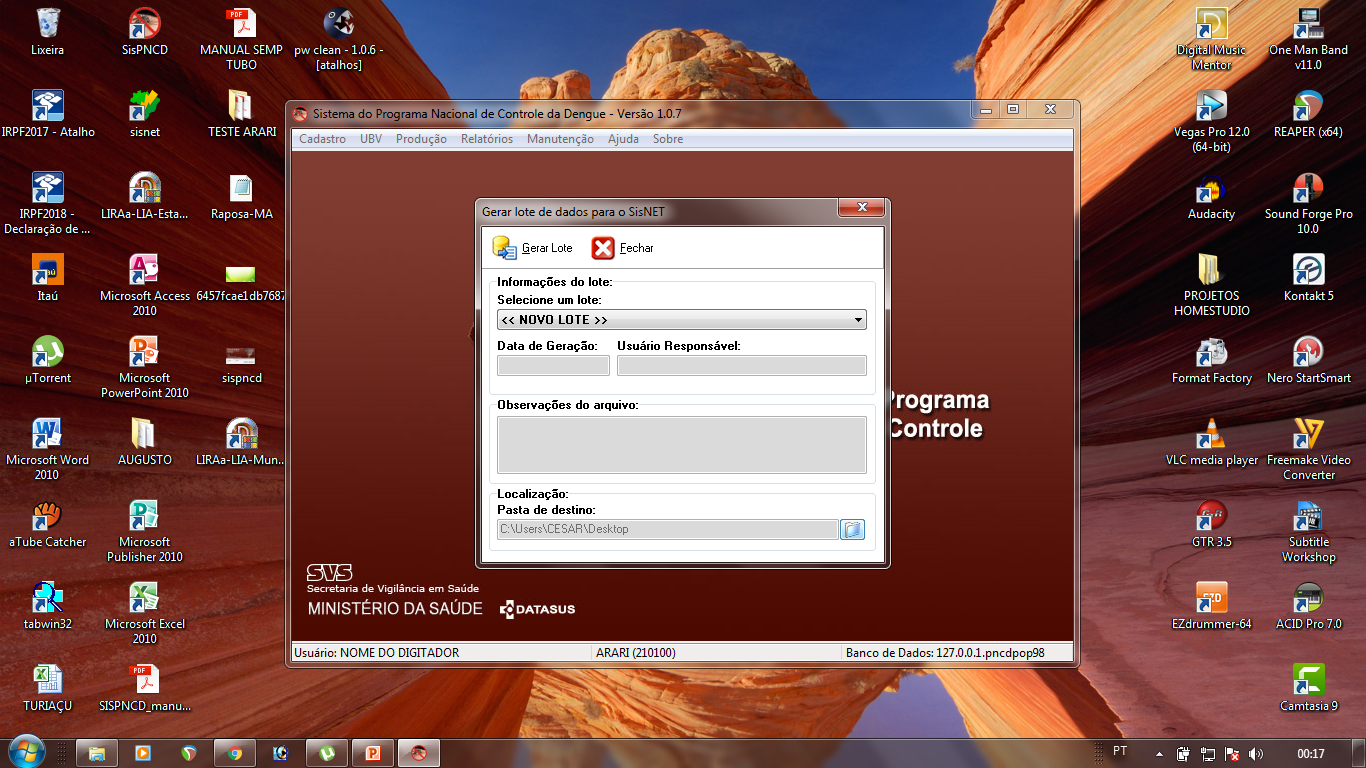 Lixeira
SisPNCD
MANUAL SEMP
TUBO
pw clean - 1.0.6 -
[atalhos]
Digital Music
Mentor
One Man Band
v11.0
IRPF2017 - Atalho
sisnet
TESTE ARARI
Vegas Pro 12.0
(64-bit)
REAPER (x64)
IRPF2018 -
Declaração de ...
LIRAa-LIA-Esta...
Raposa-MA
Audacity
Sound Forge Pro
10.0
Itaú
Microsoft Access
2010
6457fcae1db7687
PROJETOS
HOMESTUDIO
Kontakt 5
µTorrent
Microsoft
PowerPoint 2010
sispncd
Format Factory
Nero StartSmart
Microsoft Word
2010
AUGUSTO
LIRAa-LIA-Mun...
VLC media player
Freemake Video
Converter
aTube Catcher
Microsoft
Publisher 2010
GTR 3.5
Subtitle
Workshop
tabwin32
Microsoft Excel
2010
EZdrummer-64
ACID Pro 7.0
TURIAÇU
SISPNCD_manu...
Camtasia 9
Sistema do Programa Nacional de Controle da Dengue - Versão 1.0.7
Cadastro UBV Produção Relatórios Manutenção Ajuda Sobre
Gerar lote de dados para o SisNET
Gerar Lote Fechar
Informações do lote:
Selecione um lote:
<< NOVO LOTE >>
Data de Geração: Usuário Responsável:
Observações do arquivo:
Localização:
Pasta de destino:
C:\Users\CESAR\Desktop
Programa
Controle
SVS
Secretaria de Vigilância em Saúde
MINISTÉRIO DA SAÚDE DATASUS
Usuário: NOME DO DIGITADOR ARARI (210100) Banco de Dados: 127.0.0.1.pncdpop98
PT 00:17